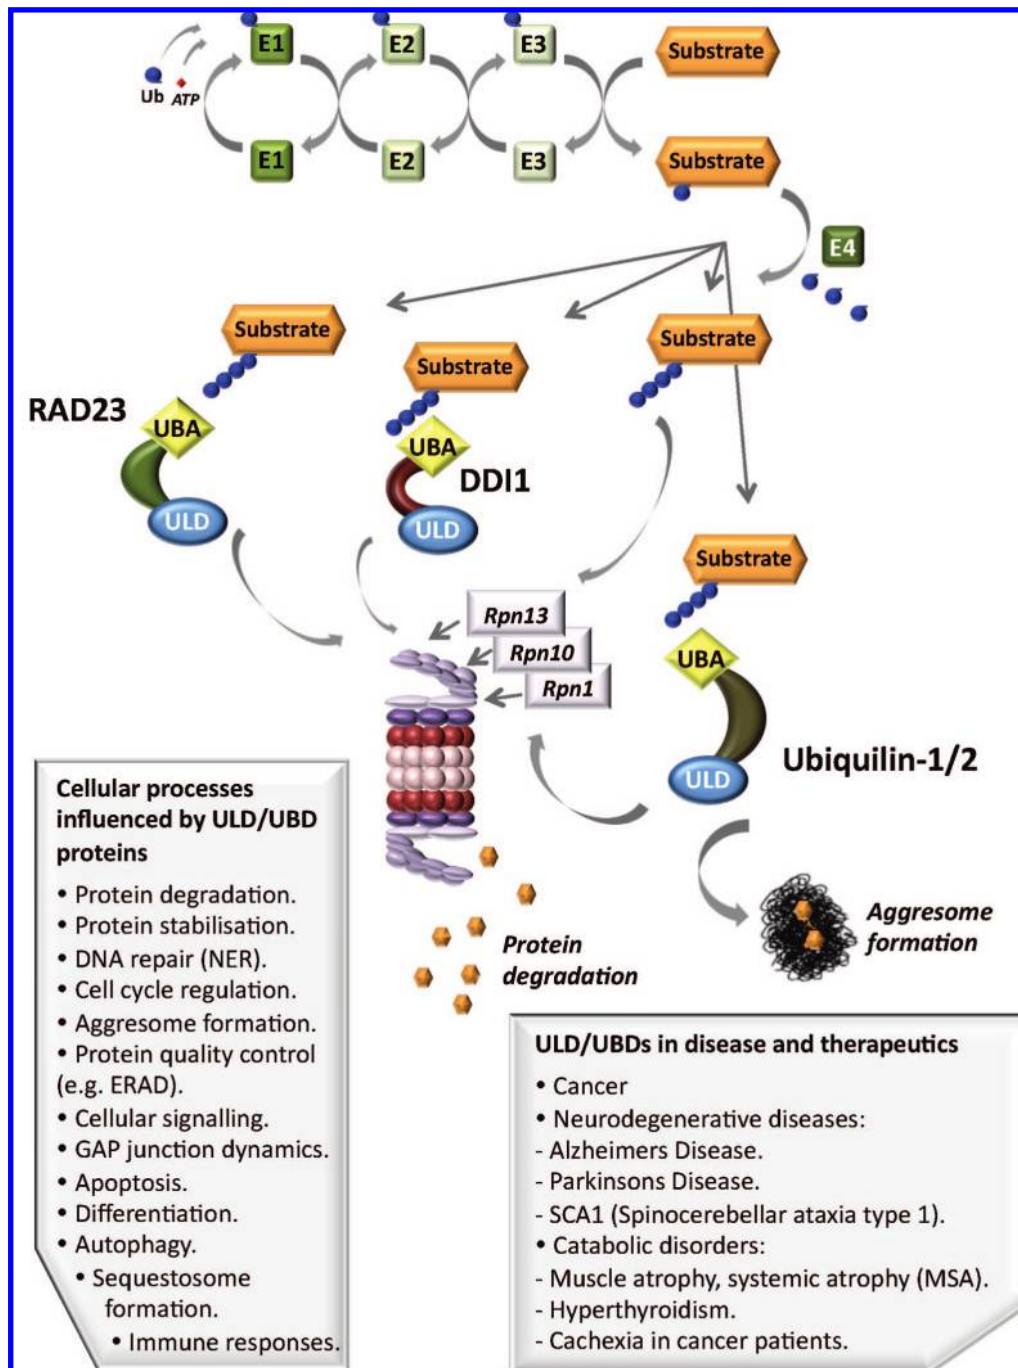 E1
E2
E3
Substrate
Ub
ATP
E1
E2
E3
Substrate
E4
Substrate
Substrate
Substrate
RAD23
UBA
ULD
UBA
DDI1
ULD
Substrate
Rpn13
Rpn10
Rpn1
UBA
ULD
Ubiquilin-1/2
Cellular processes
influenced by ULD/UBD
proteins
• Protein degradation.
• Protein stabilisation.
• DNA repair (NER).
• Cell cycle regulation.
• Aggresome formation.
• Protein quality control
(e.g. ERAD).
• Cellular signalling.
• GAP junction dynamics.
• Apoptosis.
• Differentiation.
• Autophagy.
• Sequestosome
formation.
• Immune responses.
Protein
degradation
Aggresome
formation
ULD/UBDs in disease and therapeutics
• Cancer
• Neurodegenerative diseases:
- Alzheimers Disease.
- Parkinsons Disease.
- SCA1 (Spinocerebellar ataxia type 1).
• Catabolic disorders:
- Muscle atrophy, systemic atrophy (MSA).
- Hyperthyroidism.
- Cachexia in cancer patients.